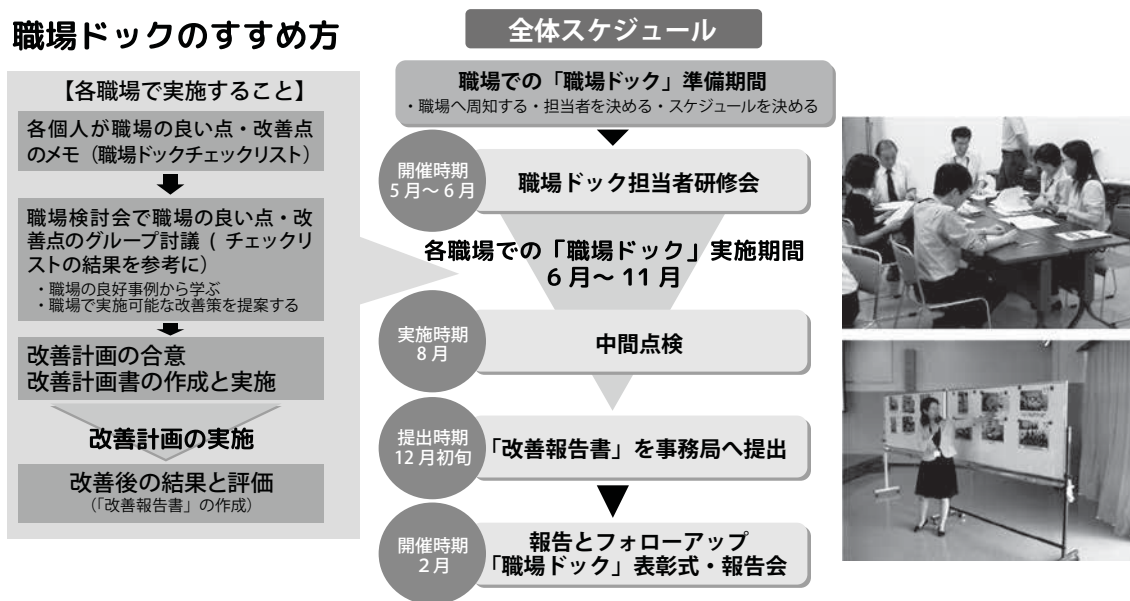 職場ドックのすすめ方
【各職場で実施すること】
各個人が職場の良い点・改善点
のメモ（職場ドックチェックリスト）
職場検討会で職場の良い点・改
善点のグループ討議 ( チェックリ
ストの結果を参考に）
・職場の良好事例から学ぶ
・職場で実施可能な改善策を提案する
改善計画の合意
改善計画書の作成と実施
改善計画の実施
改善後の結果と評価
（「改善報告書」の作成）
全体スケジュール
職場での「職場ドック」準備期間
・職場へ周知する・担当者を決める・スケジュールを決める
開催時期
5 月～ 6 月
職場ドック担当者研修会
各職場での「職場ドック」実施期間
6 月～ 11 月
実施時期
8 月
中間点検
提出時期
12 月初旬
「改善報告書」を事務局へ提出
開催時期
2 月
報告とフォローアップ
「職場ドック」表彰式・報告会